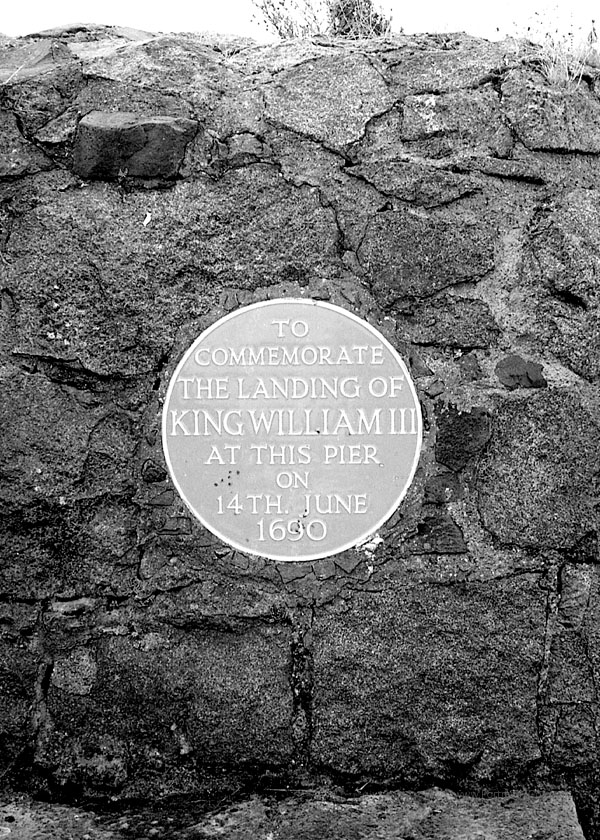 TO
COMMEMORATE
THE LANDING OF
KING WILLIAM III
AT THIS PIER
ON
14TH. JUNE
1690